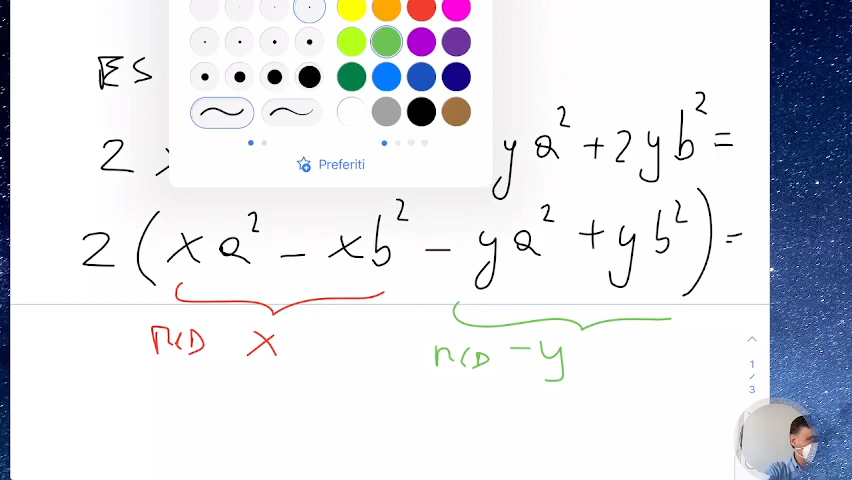 ES
2 x ya² + 2yb² =
Preferiti
2 (xa² - xb² - ya² + yb²) =
MCD x
MCD -y
1
/
3